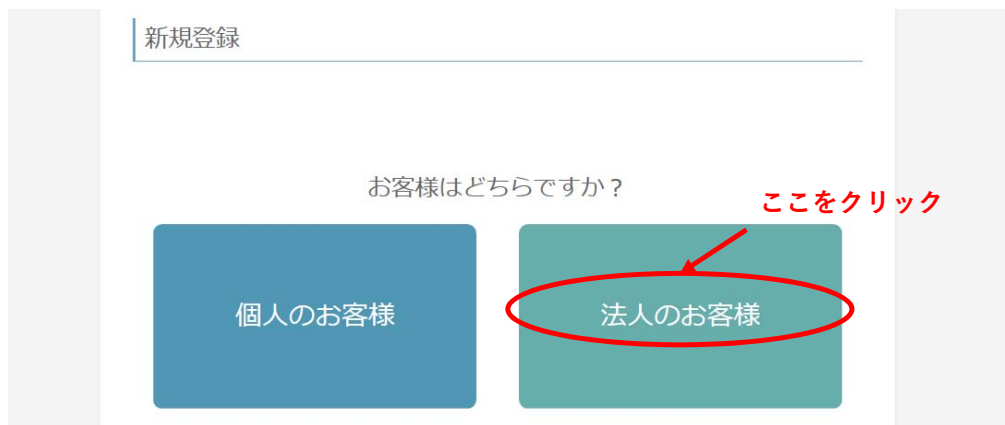 新規登録
お客様はどちらですか？
ここをクリック
個人のお客様
法人のお客様